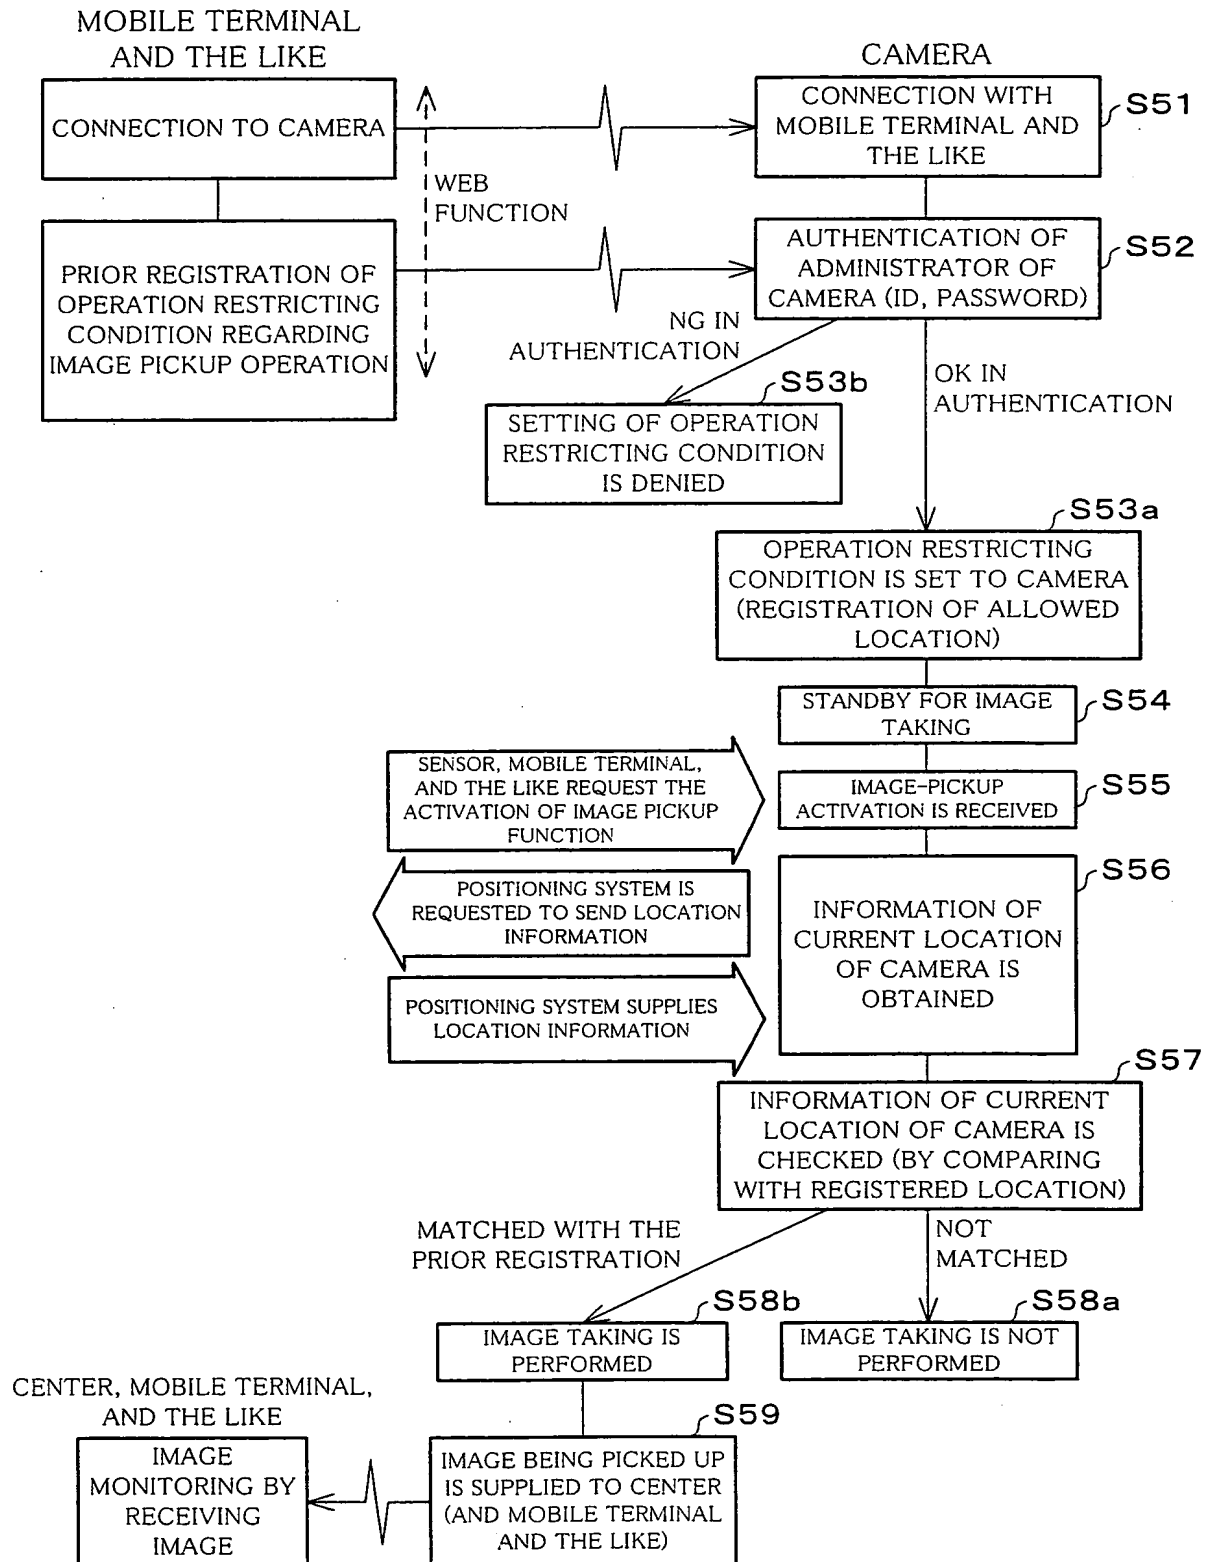 MOBILE TERMINAL
AND THE LIKE
CAMERA
CONNECTION TO CAMERA
WEB
FUNCTION
CONNECTION WITH
MOBILE TERMINAL AND
THE LIKE
S51
PRIOR REGISTRATION OF
OPERATION RESTRICTING
CONDITION REGARDING
IMAGE PICKUP OPERATION
AUTHENTICATION OF
ADMINISTRATOR OF
CAMERA (ID, PASSWORD)
S52
NG IN
AUTHENTICATION
OK IN
AUTHENTICATION
S53b
SETTING OF OPERATION
RESTRICTING CONDITION
IS DENIED
S53a
OPERATION RESTRICTING
CONDITION IS SET TO CAMERA
(REGISTRATION OF ALLOWED
LOCATION)
STANDBY FOR IMAGE
TAKING
S54
SENSOR, MOBILE TERMINAL,
AND THE LIKE REQUEST THE
ACTIVATION OF IMAGE PICKUP
FUNCTION
IMAGE-PICKUP
ACTIVATION IS RECEIVED
S55
POSITIONING SYSTEM IS
REQUESTED TO SEND LOCATION
INFORMATION
POSITIONING SYSTEM SUPPLIES
LOCATION INFORMATION
INFORMATION OF
CURRENT LOCATION
OF CAMERA IS
OBTAINED
S56
S57
INFORMATION OF CURRENT
LOCATION OF CAMERA IS
CHECKED (BY COMPARING
WITH REGISTERED LOCATION)
MATCHED WITH THE
PRIOR REGISTRATION
NOT
MATCHED
S58b
IMAGE TAKING IS
PERFORMED
S58a
IMAGE TAKING IS NOT
PERFORMED
CENTER, MOBILE TERMINAL,
AND THE LIKE
IMAGE
MONITORING BY
RECEIVING
IMAGE
S59
IMAGE BEING PICKED UP
IS SUPPLIED TO CENTER
(AND MOBILE TERMINAL
AND THE LIKE)